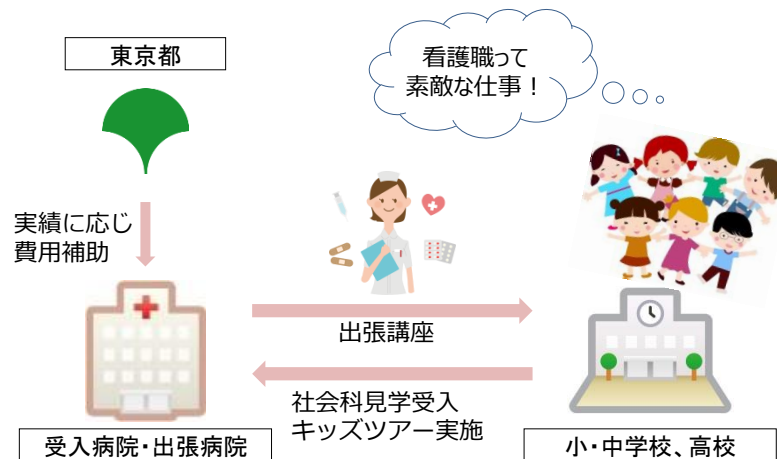 東京都
看護職って
素敵な仕事！
実績に応じ
費用補助
出張講座
社会科見学受入
キッズツアー実施
受入病院・出張病院
小・中学校、高校